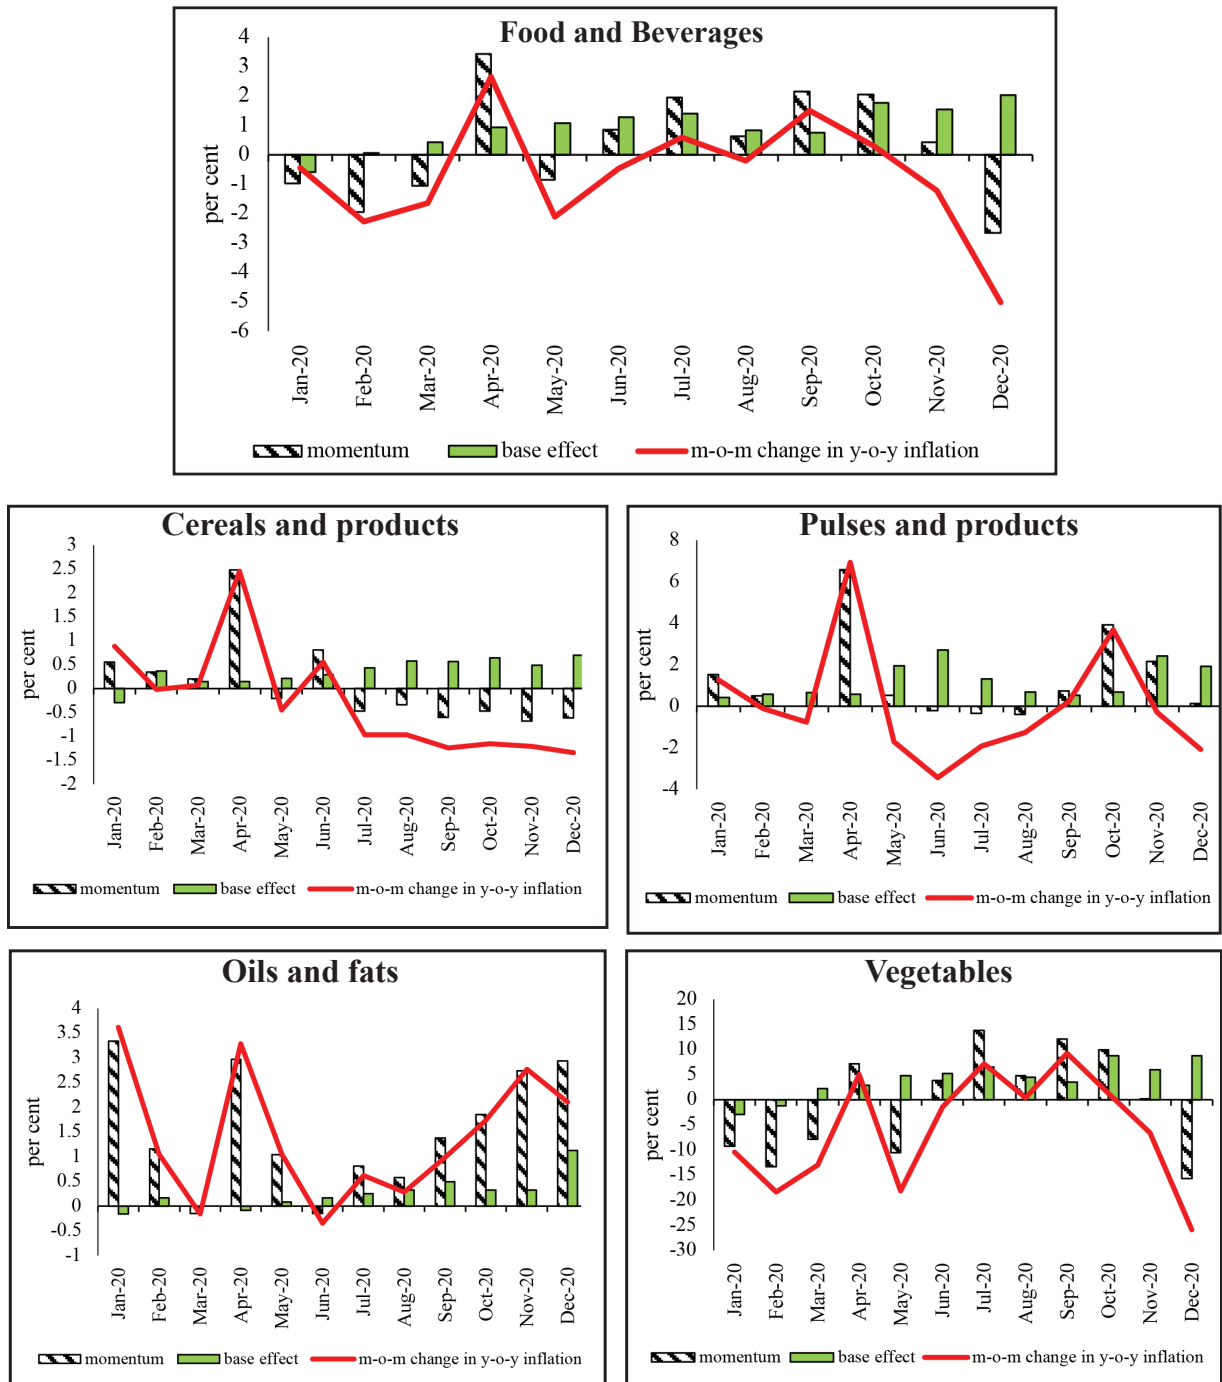 Food and Beverages
4
3
2
1
0
-1
-2
-3
-4
-5
-6
per cent
Jan-20
Feb-20
Mar-20
Apr-20
May-20
Jun-20
Jul-20
Aug-20
Sep-20
Oct-20
Nov-20
Dec-20
momentum base effect m-o-m change in y-o-y inflation
Cereals and products
3
2.5
2
1.5
1
0.5
0
-0.5
-1
-1.5
-2
per cent
Jan-20
Feb-20
Mar-20
Apr-20
May-20
Jun-20
Jul-20
Aug-20
Sep-20
Oct-20
Nov-20
Dec-20
momentum base effect m-o-m change in y-o-y inflation
Pulses and products
8
6
4
2
0
-2
-4
per cent
Jan-20
Feb-20
Mar-20
Apr-20
May-20
Jun-20
Jul-20
Aug-20
Sep-20
Oct-20
Nov-20
Dec-20
momentum base effect m-o-m change in y-o-y inflation
Oils and fats
4
3.5
3
2.5
2
1.5
1
0.5
0
-0.5
-1
per cent
Jan-20
Feb-20
Mar-20
Apr-20
May-20
Jun-20
Jul-20
Aug-20
Sep-20
Oct-20
Nov-20
Dec-20
momentum base effect m-o-m change in y-o-y inflation
Vegetables
20
15
10
5
0
-5
-10
-15
-20
-25
-30
per cent
Jan-20
Feb-20
Mar-20
Apr-20
May-20
Jun-20
Jul-20
Aug-20
Sep-20
Oct-20
Nov-20
Dec-20
momentum base effect m-o-m change in y-o-y inflation